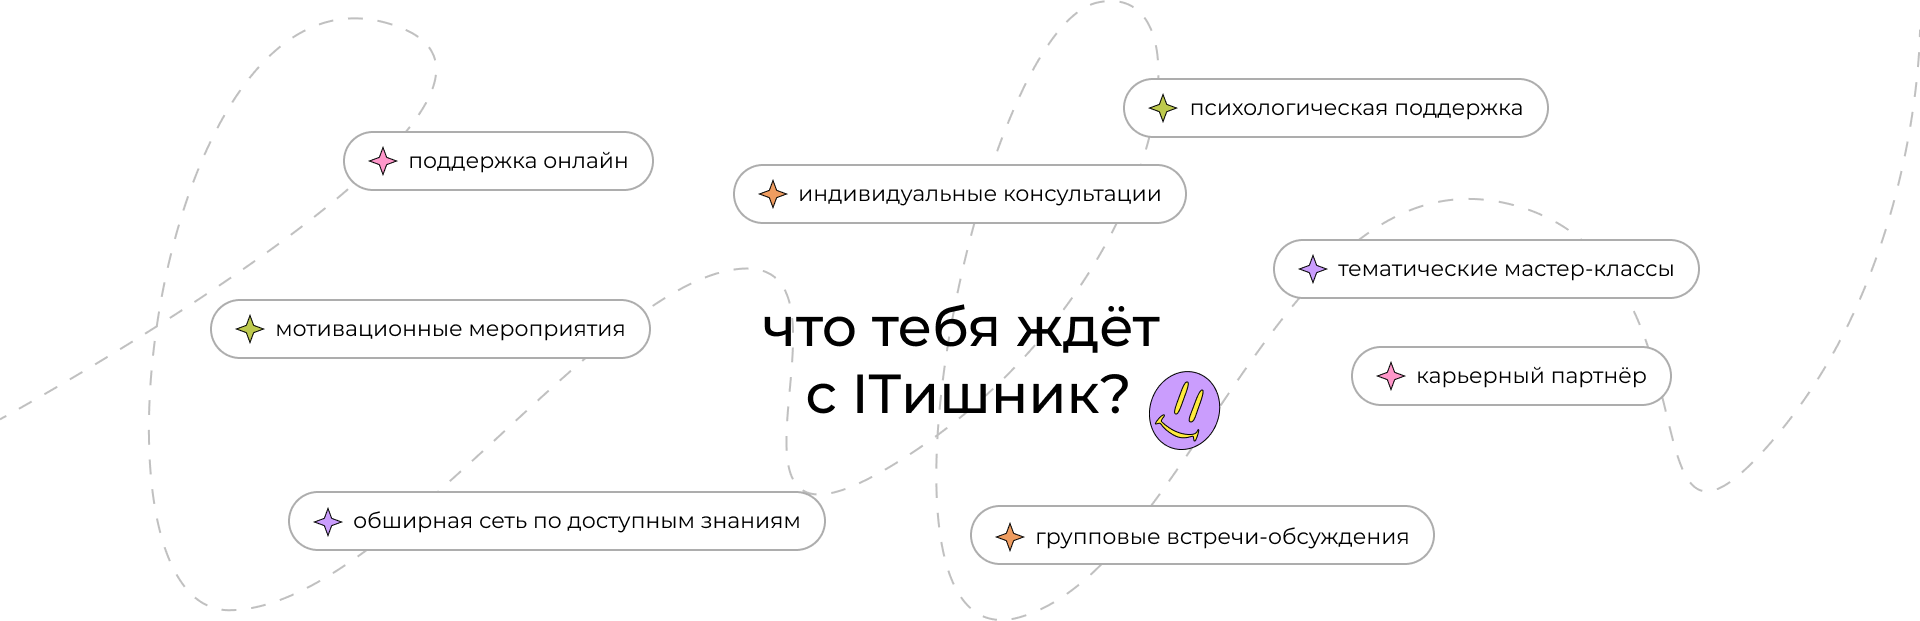 психологическая поддержка
поддержка онлайн
индивидуальные консультации
тематические мастер-классы
мотивационные мероприятия
что тебя ждёт
с ITишник?
карьерный партнёр
обширная сеть по доступным знаниям
групповые встречи-обсуждения